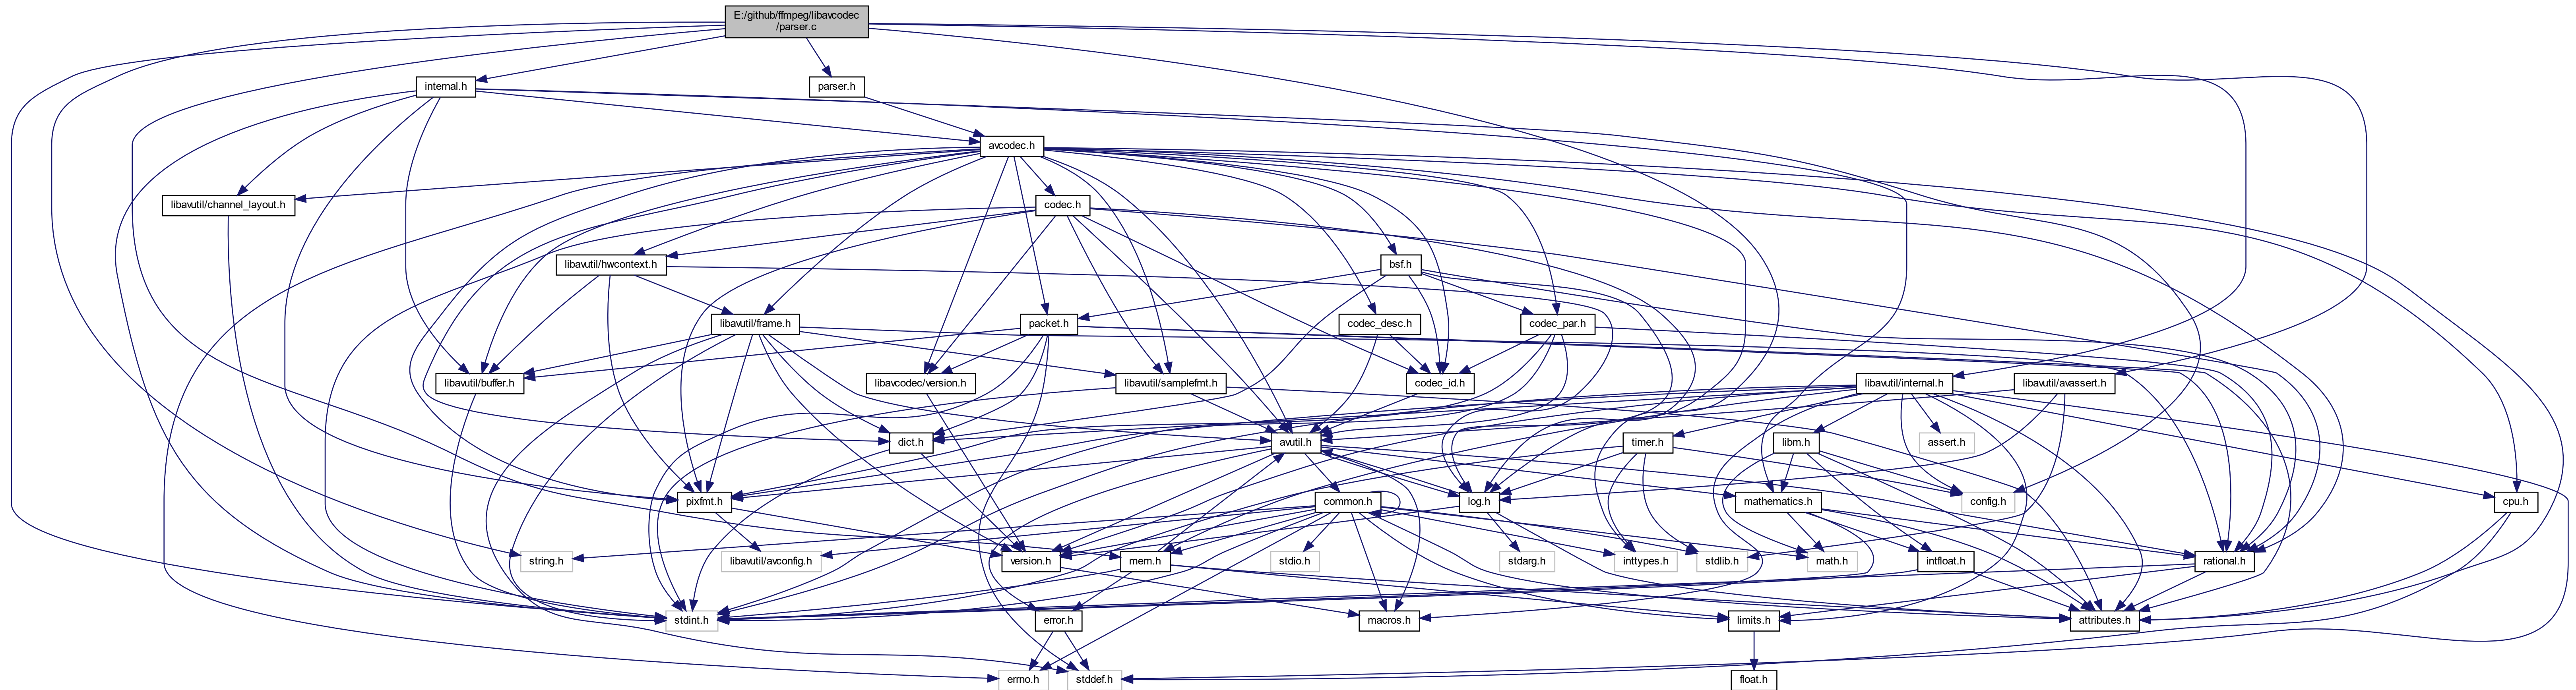 E:/github/ffmpeg/libavcodec
/parser.c
internal.h
parser.h
avcodec.h
libavutil/channel_layout.h
codec.h
libavutil/hwcontext.h
bsf.h
libavutil/frame.h
packet.h
codec_desc.h
codec_par.h
libavutil/buffer.h
libavcodec/version.h
libavutil/samplefmt.h
codec_id.h
libavutil/internal.h
libavutil/avassert.h
dict.h
avutil.h
timer.h
libm.h
assert.h
pixfmt.h
common.h
log.h
mathematics.h
config.h
cpu.h
string.h
libavutil/avconfig.h
version.h
mem.h
stdio.h
stdarg.h
inttypes.h
stdlib.h
math.h
intfloat.h
rational.h
stdint.h
error.h
macros.h
limits.h
attributes.h
errno.h
stddef.h
float.h